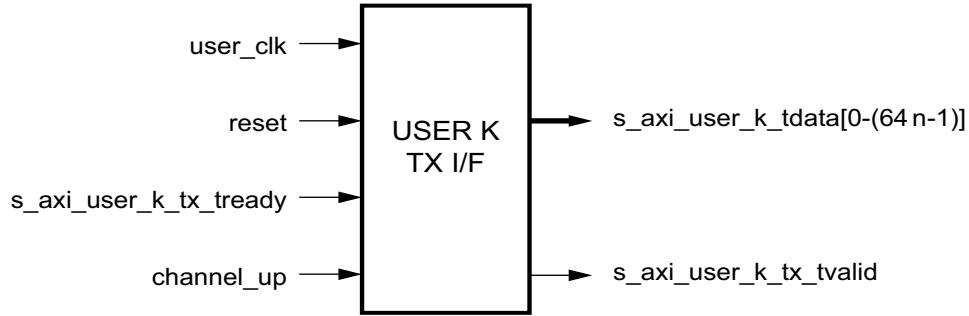 user_clk
reset
s_axi_user_k_tx_tready
channel_up
USER K
TX I/F
s_axi_user_k_tdata[0-(64 n-1)]
s_axi_user_k_tx_tvalid